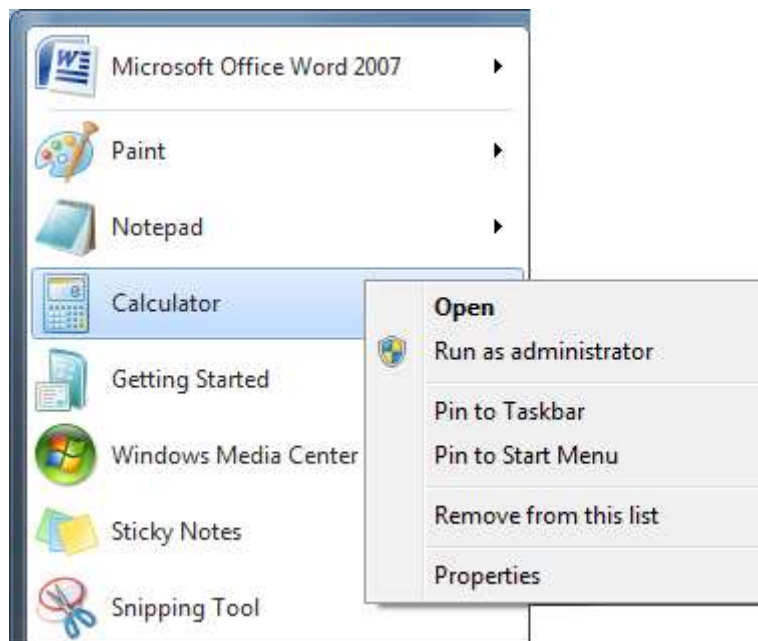 Microsoft Office Word 2007
Paint
Notepad
Calculator
Getting Started
Windows Media Center
Sticky Notes
Snipping Tool
Open
Run as administrator
Pin to Taskbar
Pin to Start Menu
Remove from this list
Properties